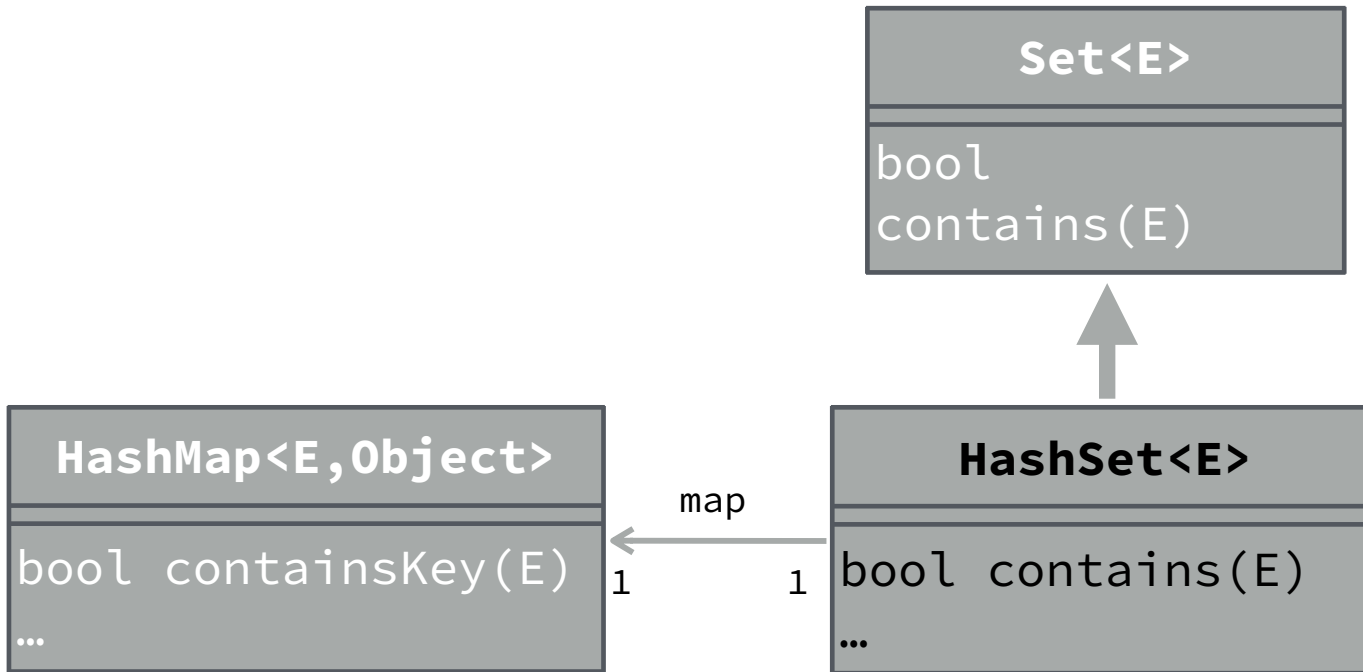 Set<E>
bool
contains(E)
HashMap<E,Object>
bool containsKey(E)
…
map
1
1
HashSet<E>
bool contains(E)
…